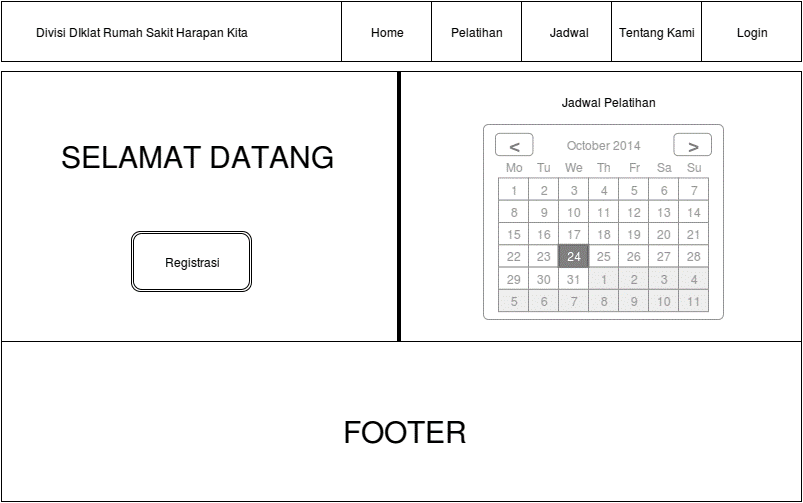 Divisi DIklat Rumah Sakit Harapan Kita Home Pelatihan Jadwal Tentang Kami Login
SELAMAT DATANG
Registrasi
Jadwal Pelatihan
< October 2014 >
Mo Tu We Th Fr Sa Su
1 2 3 4 5 6 7
8 9 10 11 12 13 14
15 16 17 18 19 20 21
22 23 24 25 26 27 28
29 30 31 1 2 3 4
5 6 7 8 9 10 11
FOOTER